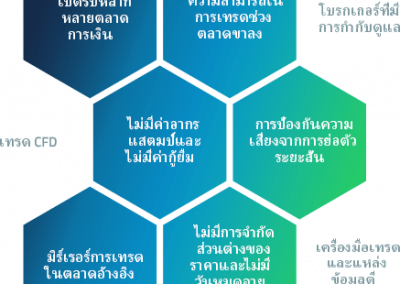 เปิดรับหลาก
หลายตลาด
การเงิน
ความสามารถใน
การเทรดช่วง
ตลาดขาลง
โบรกเกอร์ที่มี
การกำกับดูแล
เทรด CFD
ไม่มีค่าอากร
แสตมป์และ
ไม่มีค่ากู้ยืม
การป้องกันความ
เสี่ยงจากการย่อตัว
ระยะสั้น
มิร์เรอร์การเทรด
ในตลาดอ้างอิง
ไม่มีการจำกัด
ส่วนต่างของ
ราคาและไม่มี
วันหมดอายุ
เครื่องมือเทรด
และแหล่ง
ข้อมูลดี